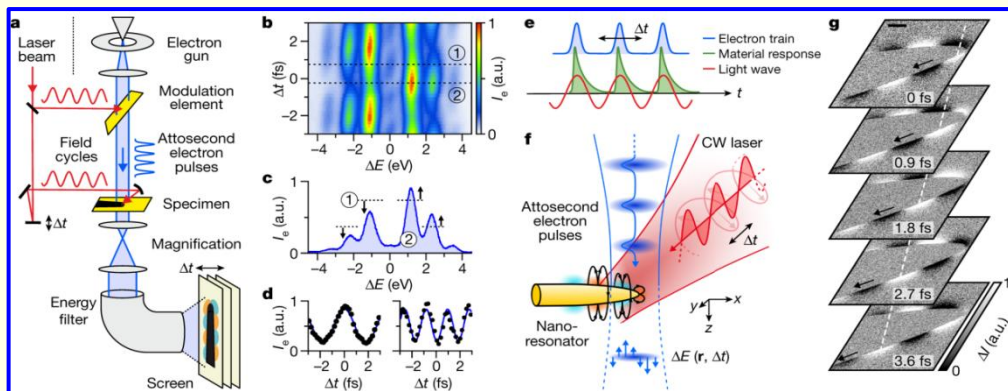 a
Laser
beam
Electron
gun
Modulation
element
Field
cycles
Attosecond
electron
pulses
Specimen
Δt
Magnification
Δt
Energy
filter
Screen
b
Δt (fs)
2
0
−2
①
②
−4 −2 0 2 4
ΔE (eV)
1
0
Iₑ (a.u.)
c
Iₑ (a.u.)
1
0
①
②
−4 −2 0 2 4
ΔE (eV)
d
Iₑ (a.u.)
1
0
−2 0 2
Δt (fs)
−2 0 2
Δt (fs)
e
Δt
Electron train
Material response
Light wave
t
f
CW laser
Attosecond
electron
pulses
Δt
Nano-
resonator
y x
z
ΔE (r, Δt)
g
0 fs
0.9 fs
1.8 fs
2.7 fs
3.6 fs
1
0
ΔI (a.u.)